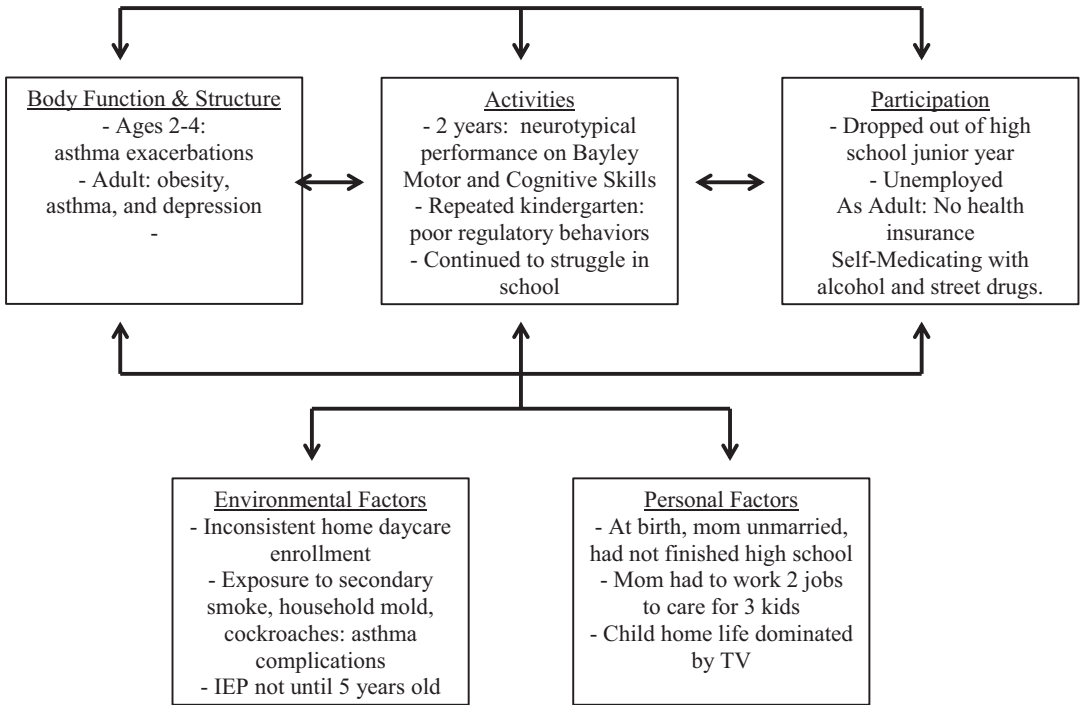 Body Function & Structure
- Ages 2-4:
asthma exacerbations
- Adult: obesity,
asthma, and depression
-
Activities
- 2 years:  neurotypical
performance on Bayley
Motor and Cognitive Skills
- Repeated kindergarten:
poor regulatory behaviors
- Continued to struggle in
school
Participation
- Dropped out of high
school junior year
- Unemployed
As Adult: No health
insurance
Self-Medicating with
alcohol and street drugs.
Environmental Factors
- Inconsistent home daycare
enrollment
- Exposure to secondary
smoke, household mold,
cockroaches: asthma
complications
- IEP not until 5 years old
Personal Factors
- At birth, mom unmarried,
had not finished high school
- Mom had to work 2 jobs
to care for 3 kids
- Child home life dominated
by TV